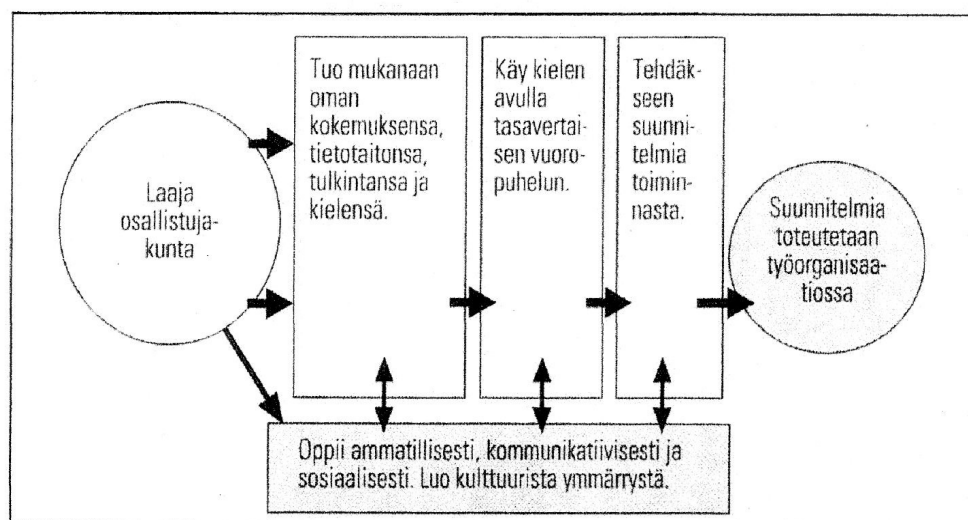 Laaja
osallistuja-
kunta
Tuo mukanaan
oman
kokemuksensa,
tietotaitonsa,
tulkintansa ja
kielensä.
Käy kielen
avulla
tasavertai-
sen vuoro-
puhelun.
Tehdäk-
seen
suunni-
telmia
toimin-
nasta.
Suunnitelmia
toteutetaan
työorganisaa-
tiossa
Oppii ammatillisesti, kommunikatiivisesti ja
sosiaalisesti. Luo kulttuurista ymmärrystä.